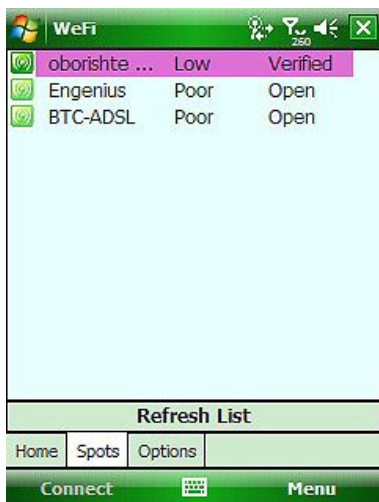 WeFi
260
oborishte ... Low Verified
Engenius Poor Open
BTC-ADSL Poor Open
Refresh List
Home Spots Options
Connect Menu